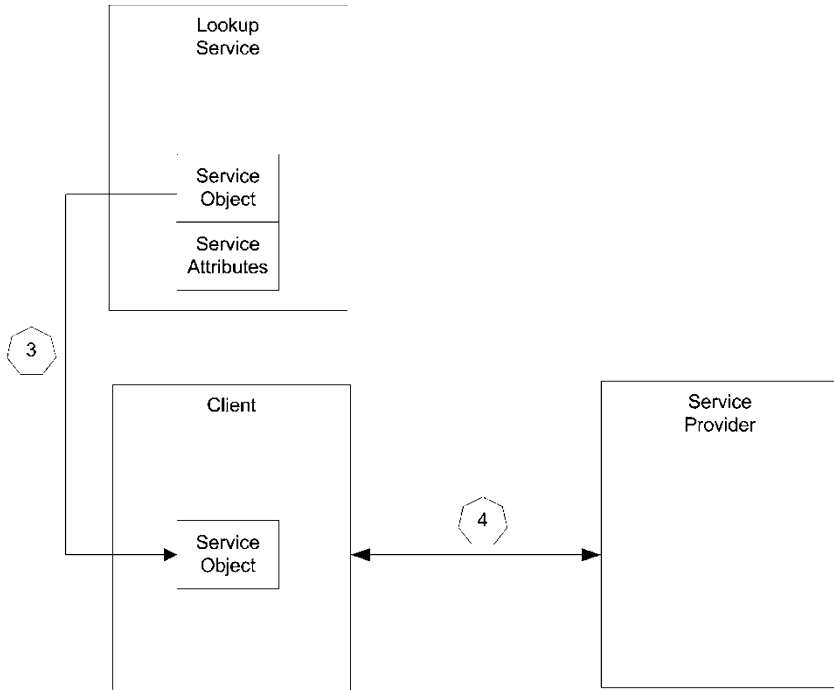 Lookup
Service
Service
Object
Service
Attributes
3
Client
Service
Provider
4
Service
Object